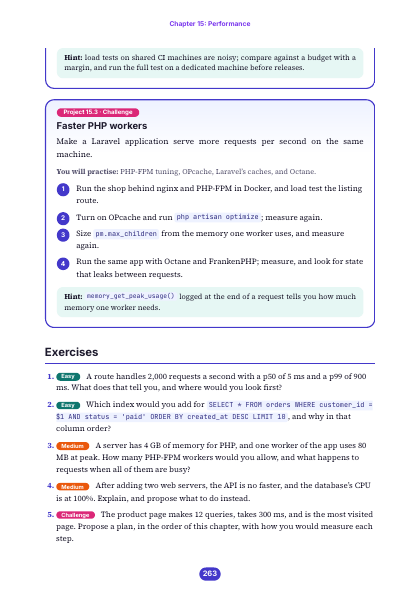 Chapter 15: Performance
Hint: load tests on shared CI machines are noisy; compare against a budget with a
margin, and run the full test on a dedicated machine before releases.
Project 15.3 · Challenge
Faster PHP workers
Make a Laravel application serve more requests per second on the same
machine.
You will practise: PHP-FPM tuning, OPcache, Laravel's caches, and Octane.
1 Run the shop behind nginx and PHP-FPM in Docker, and load test the listing
route.
2 Turn on OPcache and run php artisan optimize; measure again.
3 Size pm.max_children from the memory one worker uses, and measure
again.
4 Run the same app with Octane and FrankenPHP; measure, and look for state
that leaks between requests.
Hint: memory_get_peak_usage() logged at the end of a request tells you how much
memory one worker needs.
Exercises
1. Easy A route handles 2,000 requests a second with a p50 of 5 ms and a p99 of 900
ms. What does that tell you, and where would you look first?
2. Easy Which index would you add for SELECT * FROM orders WHERE customer_id =
$1 AND status = 'paid' ORDER BY created_at DESC LIMIT 10, and why in that
column order?
3. Medium A server has 4 GB of memory for PHP, and one worker of the app uses 80
MB at peak. How many PHP-FPM workers would you allow, and what happens to
requests when all of them are busy?
4. Medium After adding two web servers, the API is no faster, and the database's CPU
is at 100%. Explain, and propose what to do instead.
5. Challenge The product page makes 12 queries, takes 300 ms, and is the most visited
page. Propose a plan, in the order of this chapter, with how you would measure each
step.
263